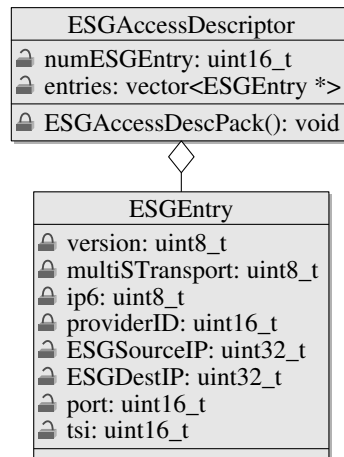 ESGAccessDescriptor
numESGEntry: uint16_t
entries: vector<ESGEntry *>
ESGAccessDescPack(): void
ESGEntry
version: uint8_t
multiSTransport: uint8_t
ip6: uint8_t
providerID: uint16_t
ESGSourceIP: uint32_t
ESGDestIP: uint32_t
port: uint16_t
tsi: uint16_t